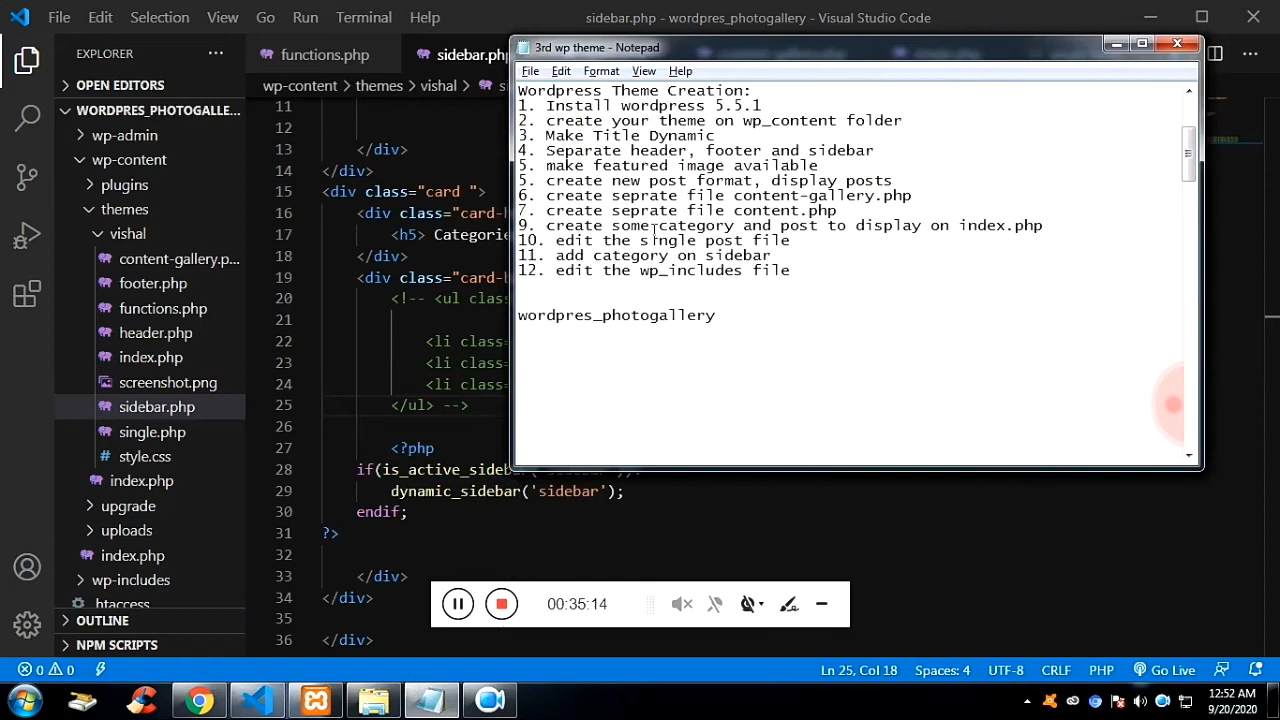 File Edit Selection View Go Run Terminal Help
sidebar.php - wordpres_photogallery - Visual Studio Code
EXPLORER
OPEN EDITORS
WORDPRES_PHOTOGALLE...
wp-admin
wp-content
plugins
themes
vishal
content-gallery.p...
footer.php
functions.php
header.php
index.php
screenshot.png
sidebar.php
single.php
style.css
index.php
upgrade
uploads
index.php
wp-includes
.htaccess
OUTLINE
NPM SCRIPTS
functions.php
sidebar.php
wp-content > themes > vishal >
11
12
13 </div>
14 </div>
15 <div class="card ">
16 <div class="card-
17 <h5> Categorie
18 </div>
19 <div class="card-b
20 <!-- <ul clas
21
22 <li class=
23 <li class=
24 <li class=
25 </ul> -->
26
27 <?php
28 if(is_active_sideb
29 dynamic_sidebar('sidebar');
30 endif;
31 ?>
32
33 </div>
34 </div>
35
36 </div>
3rd wp theme - Notepad
File Edit Format View Help
Wordpress Theme Creation:
1. Install wordpress 5.5.1
2. create your theme on wp_content folder
3. Make Title Dynamic
4. Separate header, footer and sidebar
5. make featured image available
5. create new post format, display posts
6. create seprate file content-gallery.php
7. create seprate file content.php
9. create some category and post to display on index.php
10. edit the single post file
11. add category on sidebar
12. edit the wp_includes file
wordpres_photogallery
00:35:14
0 0 Ln 25, Col 18 Spaces: 4 UTF-8 CRLF PHP Go Live
12:52 AM
9/20/2020